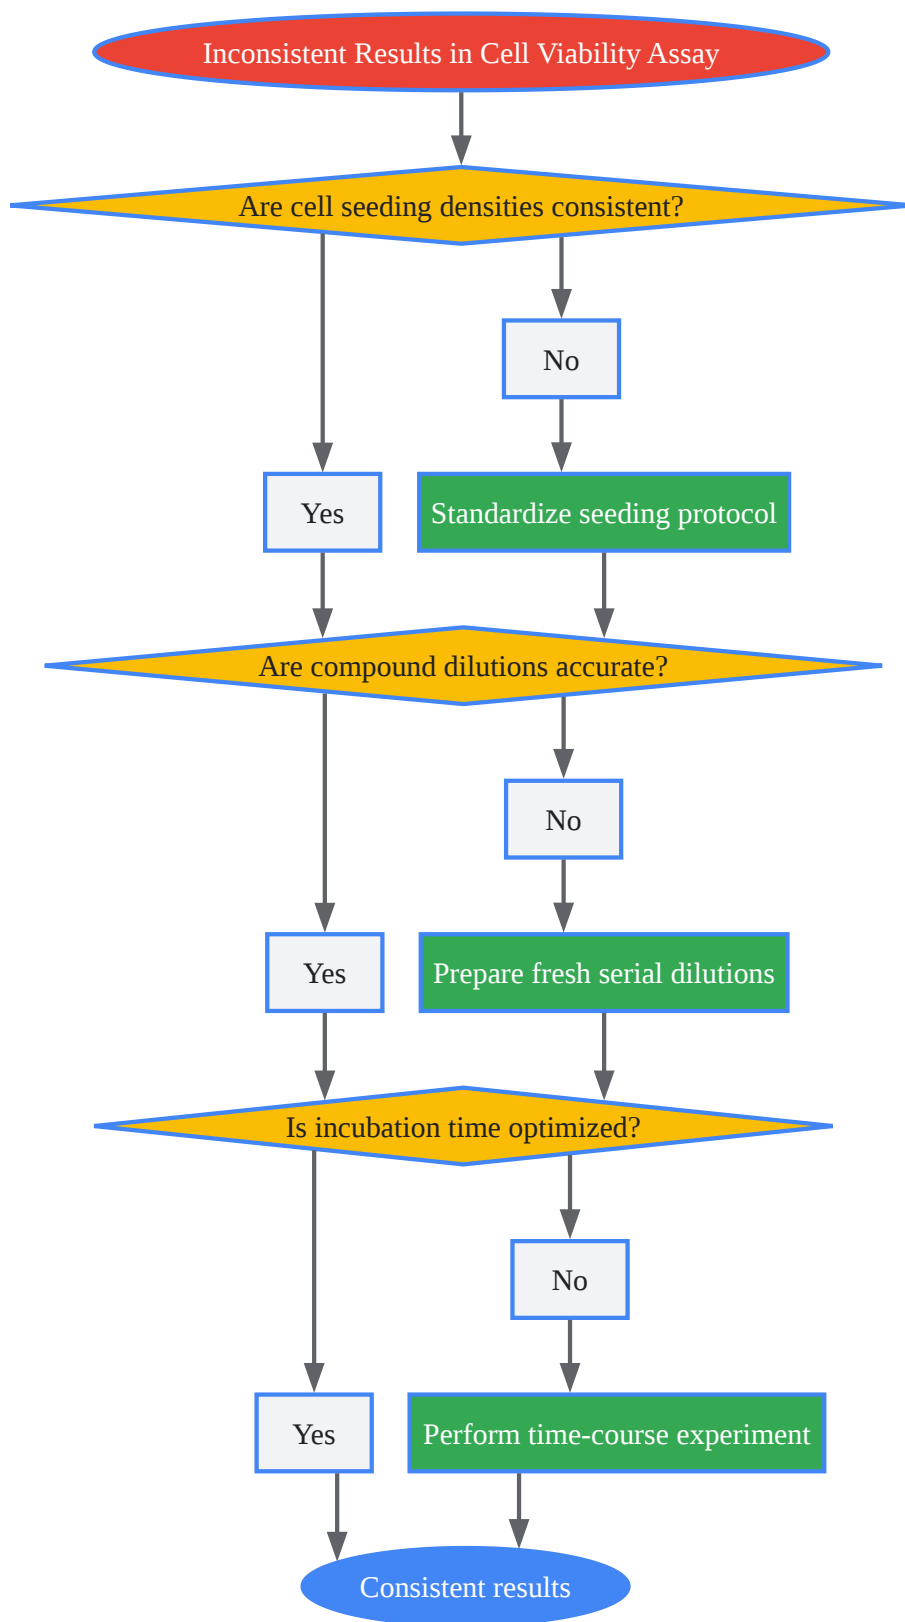 Inconsistent Results in Cell Viability Assay
Are cell seeding densities consistent?
No
Yes
Standardize seeding protocol
Are compound dilutions accurate?
No
Yes
Prepare fresh serial dilutions
Is incubation time optimized?
No
Yes
Perform time-course experiment
Consistent results